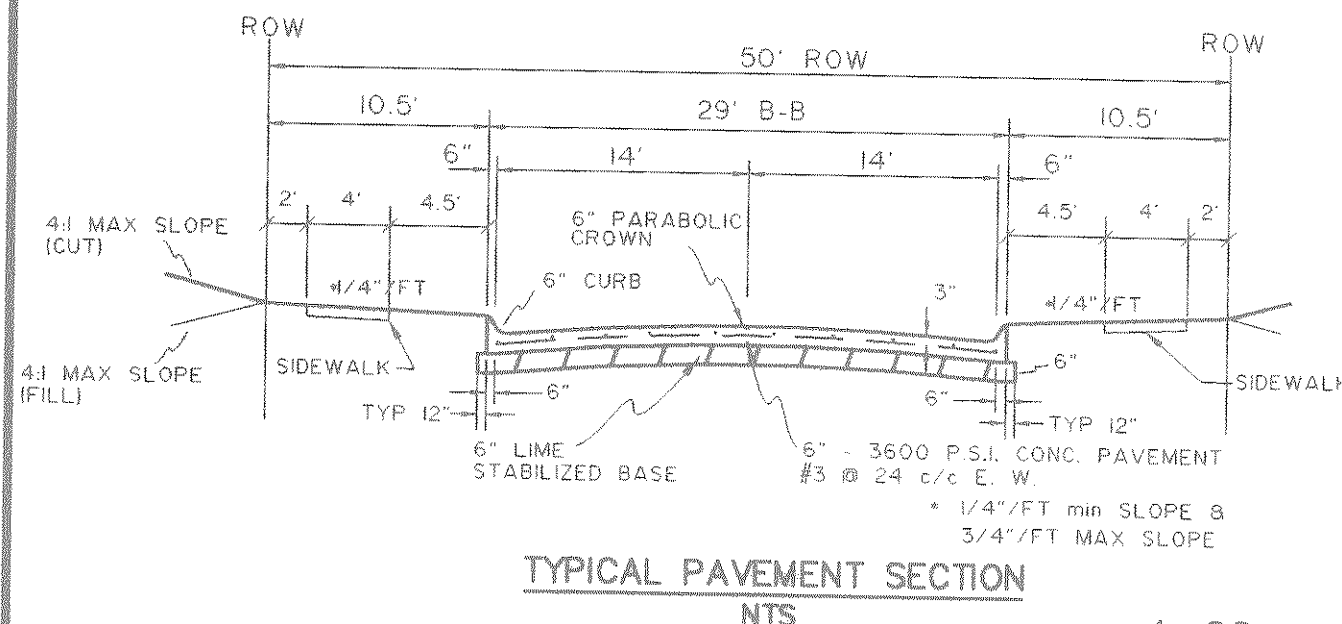 ROW
ROW
50' ROW
10.5'
29' B-B
10.5'
6"
14'
14'
6"
2'
4'
4.5'
4.5'
4'
2'
4:1 MAX SLOPE
(CUT)
6" PARABOLIC
CROWN
*1/4"/FT
6" CURB
3"
*1/4"/FT
SIDEWALK
4:1 MAX SLOPE
(FILL)
6"
6"
6"
SIDEWALK
TYP 12"
TYP 12"
6" LIME
STABILIZED BASE
6" - 3600 P.S.I. CONC. PAVEMENT
#3 @ 24 c/c E. W.
* 1/4"/FT min SLOPE &
3/4"/FT MAX SLOPE
TYPICAL PAVEMENT SECTION
NTS